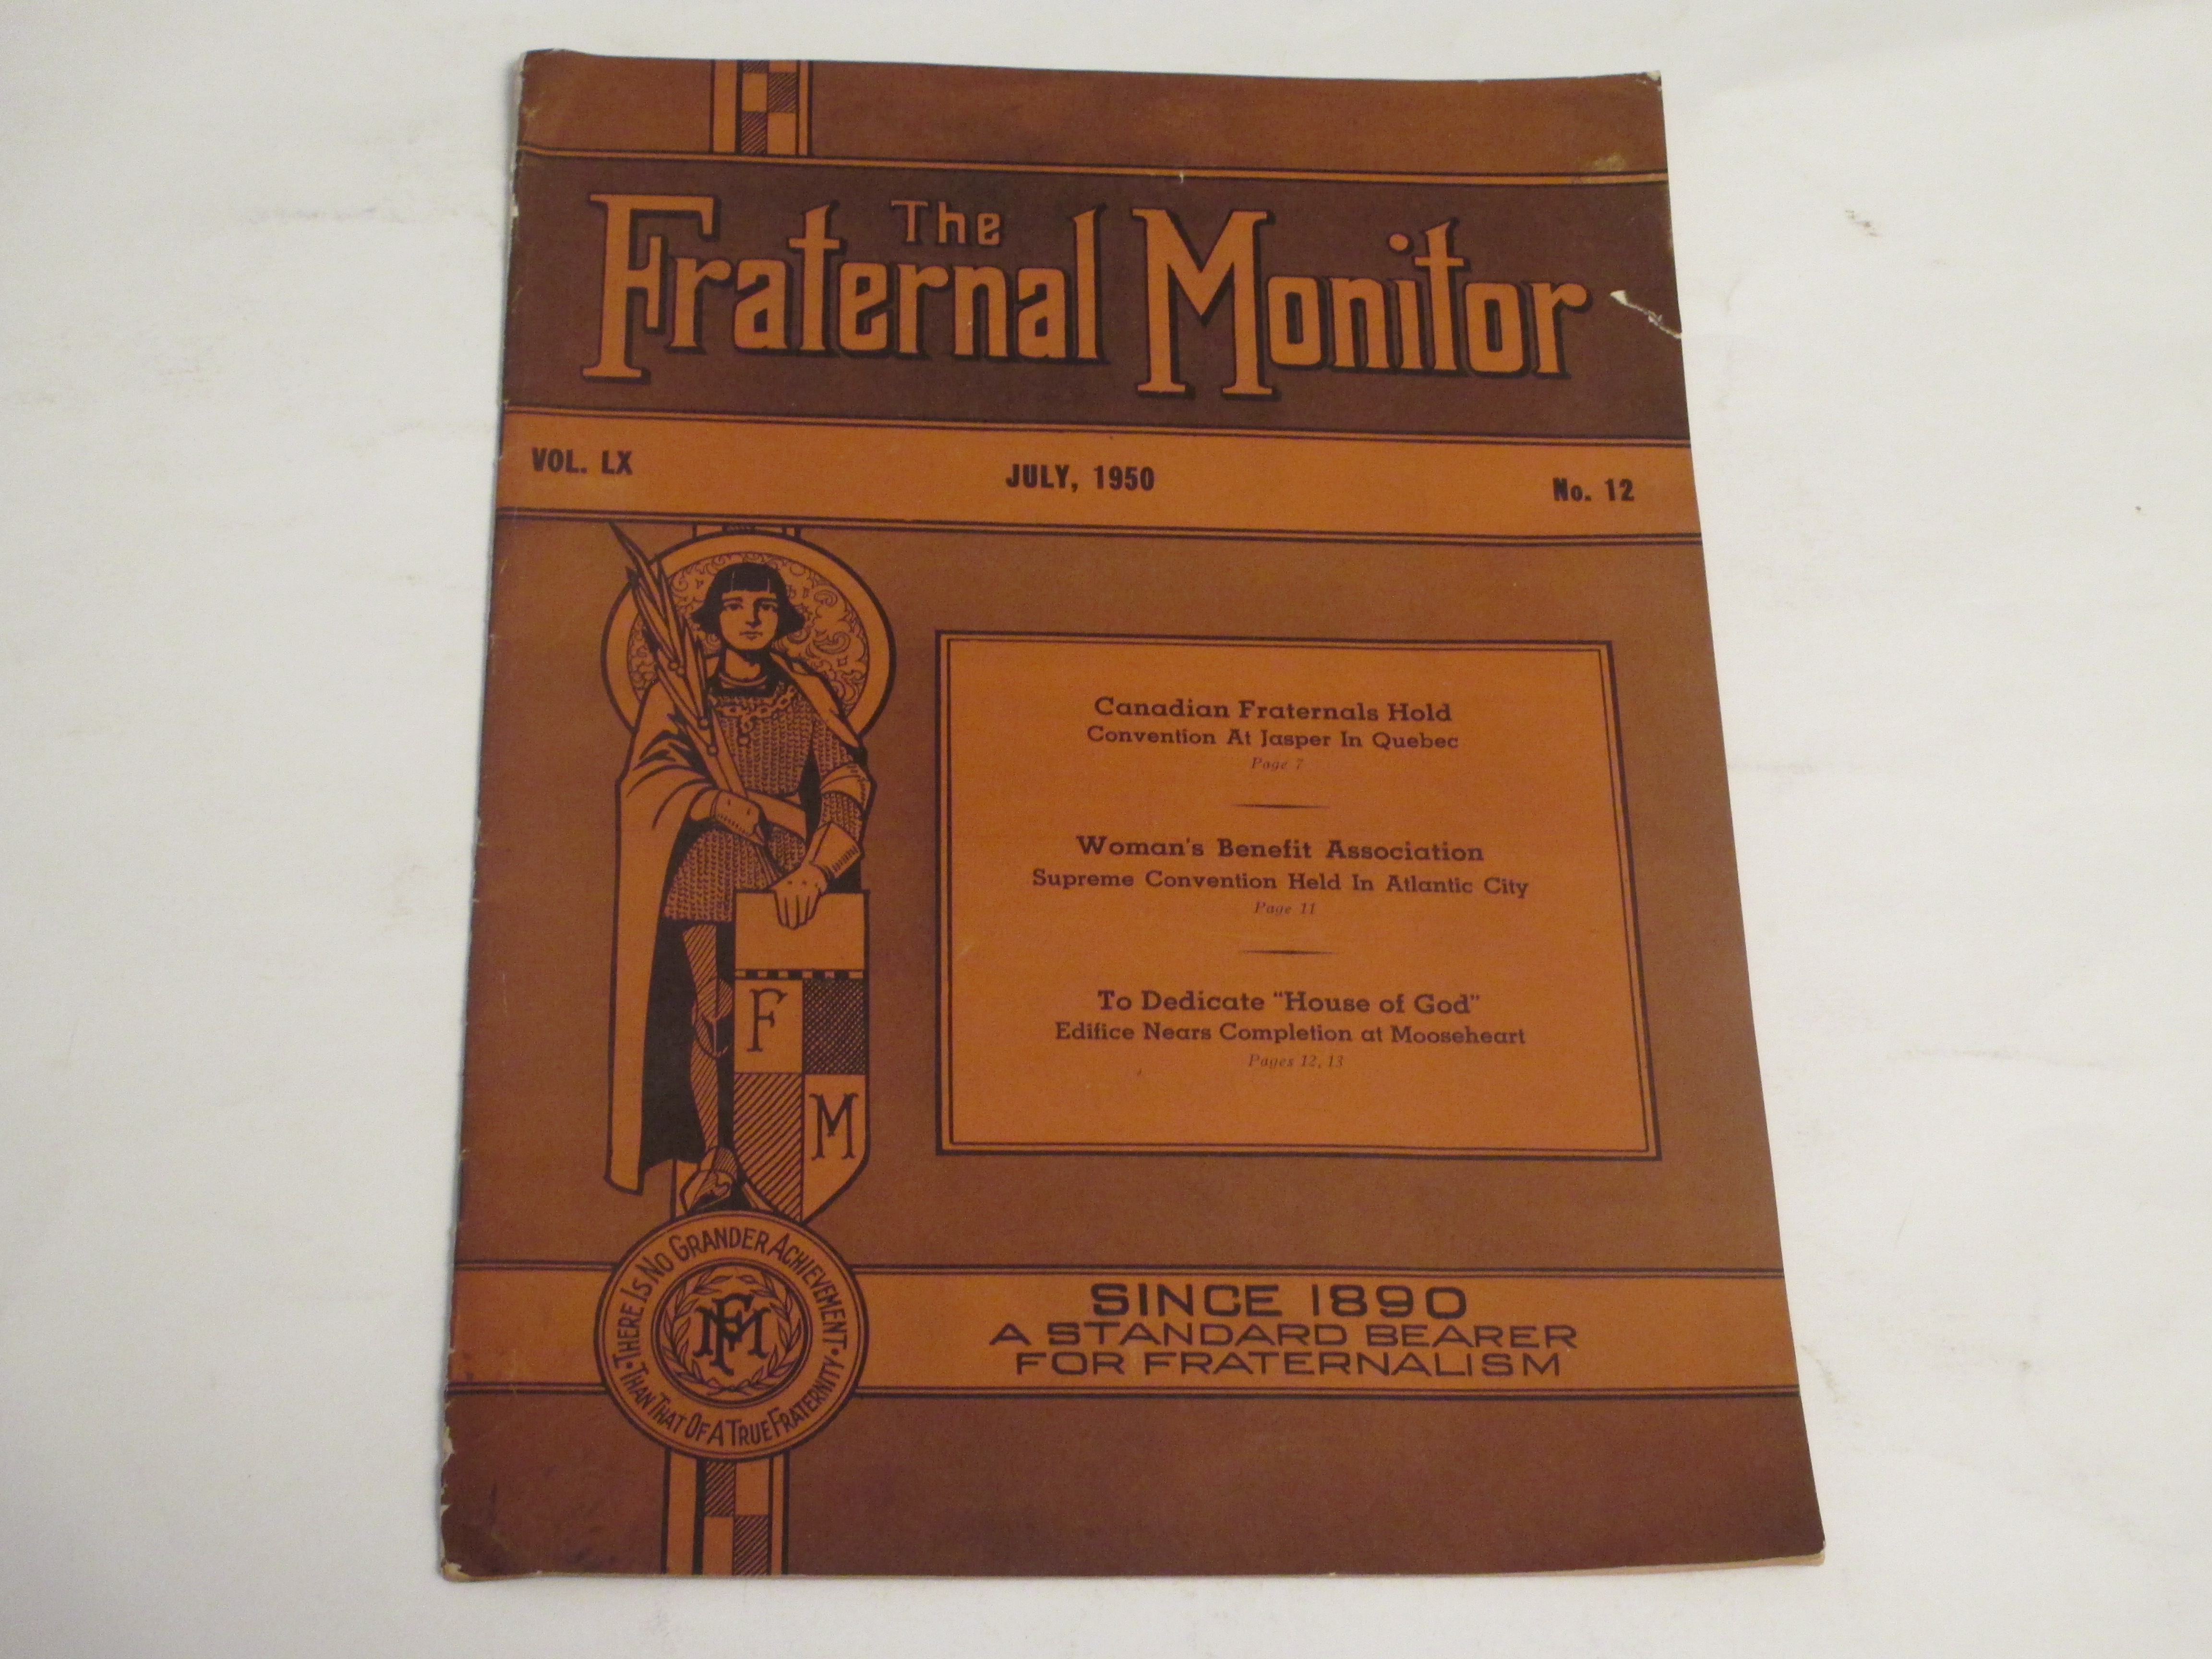 The
Fraternal Monitor
VOL. LX
JULY, 1950
No. 12
Canadian Fraternals Hold
Convention At Jasper In Quebec
Page 7
Woman's Benefit Association
Supreme Convention Held In Atlantic City
Page 11
To Dedicate "House of God"
Edifice Nears Completion at Mooseheart
Pages 12, 13
F
M
THERE IS NO GRANDER ACHIEVEMENT
THAN THAT OF A TRUE FRATERNITY
FM
SINCE 1890
A STANDARD BEARER
FOR FRATERNALISM